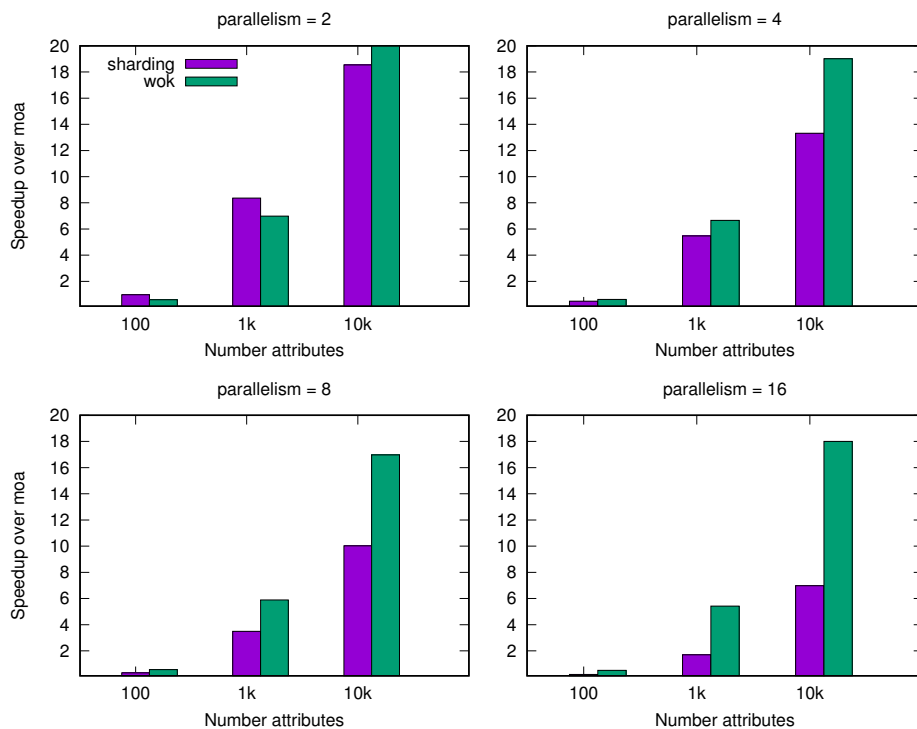 parallelism = 2
20
18
16
14
12
10
8
6
4
2
Speedup over moa
sharding
wok
100 1k 10k
Number attributes
parallelism = 4
20
18
16
14
12
10
8
6
4
2
100 1k 10k
Number attributes
parallelism = 8
20
18
16
14
12
10
8
6
4
2
Speedup over moa
100 1k 10k
Number attributes
parallelism = 16
20
18
16
14
12
10
8
6
4
2
100 1k 10k
Number attributes